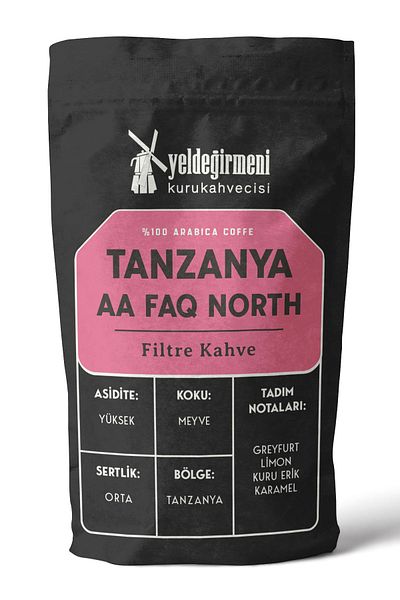 yeldeğirmeni
kurukahvecisi
%100 ARABICA COFFE
TANZANYA
AA FAQ NORTH
Filtre Kahve
ASİDİTE:
YÜKSEK
KOKU:
MEYVE
TADIM
NOTALARI:
GREYFURT
LİMON
KURU ERİK
KARAMEL
SERTLİK:
ORTA
BÖLGE:
TANZANYA